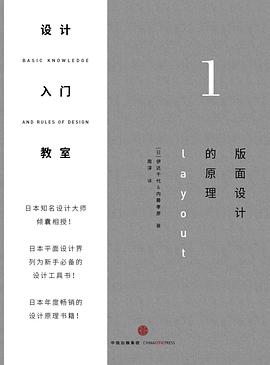 设计
BASIC KNOWLEDGE
入门
AND RULES OF DESIGN
教室
日本知名设计大师
倾囊相授！
日本平面设计界
列为新手必备的
设计工具书！
日本年度畅销的
设计原理书籍！
1
版面设计
的原理
layout
［日］伊达千代&内藤孝彦 著
周淳 译
中信出版集团
CHINACITICPRESS